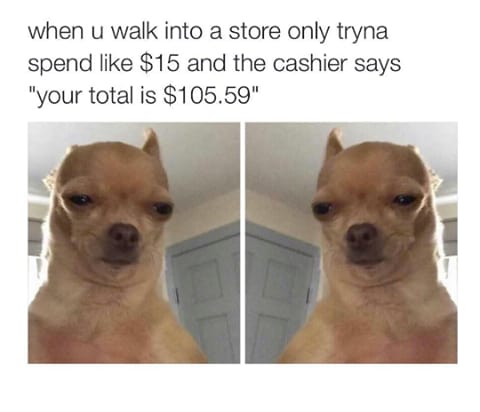 when u walk into a store only tryna
spend like $15 and the cashier says
"your total is $105.59"